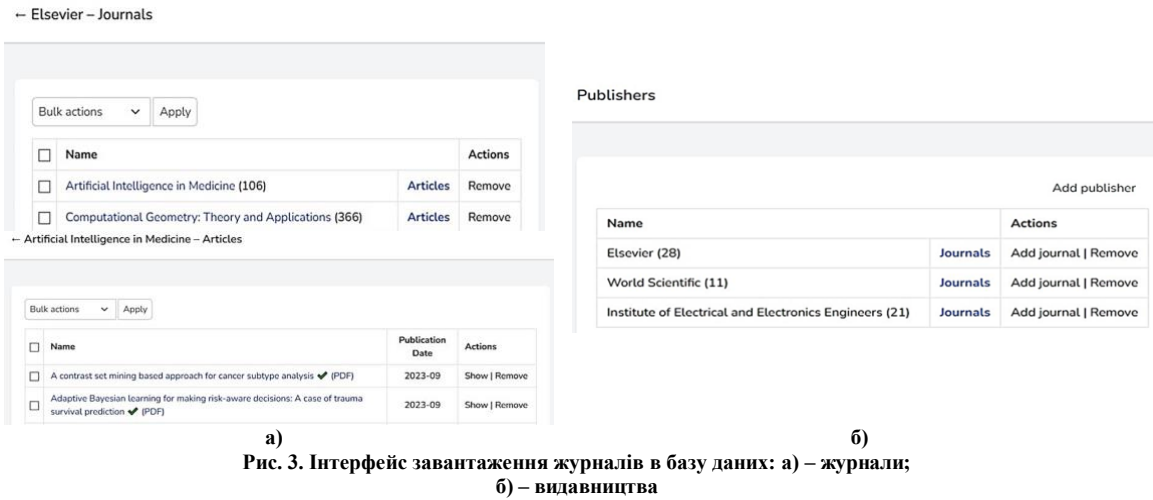 ← Elsevier – Journals
Bulk actions Apply
Name Actions
Artificial Intelligence in Medicine (106) Articles Remove
Computational Geometry: Theory and Applications (366) Articles Remove
← Artificial Intelligence in Medicine – Articles
Bulk actions Apply
Name Publication Date Actions
A contrast set mining based approach for cancer subtype analysis ✔ (PDF) 2023-09 Show | Remove
Adaptive Bayesian learning for making risk-aware decisions: A case of trauma
survival prediction ✔ (PDF) 2023-09 Show | Remove
Publishers
Add publisher
Name Actions
Elsevier (28) Journals Add journal | Remove
World Scientific (11) Journals Add journal | Remove
Institute of Electrical and Electronics Engineers (21) Journals Add journal | Remove
а) б)
Рис. 3. Інтерфейс завантаження журналів в базу даних: а) – журнали;
б) – видавництва